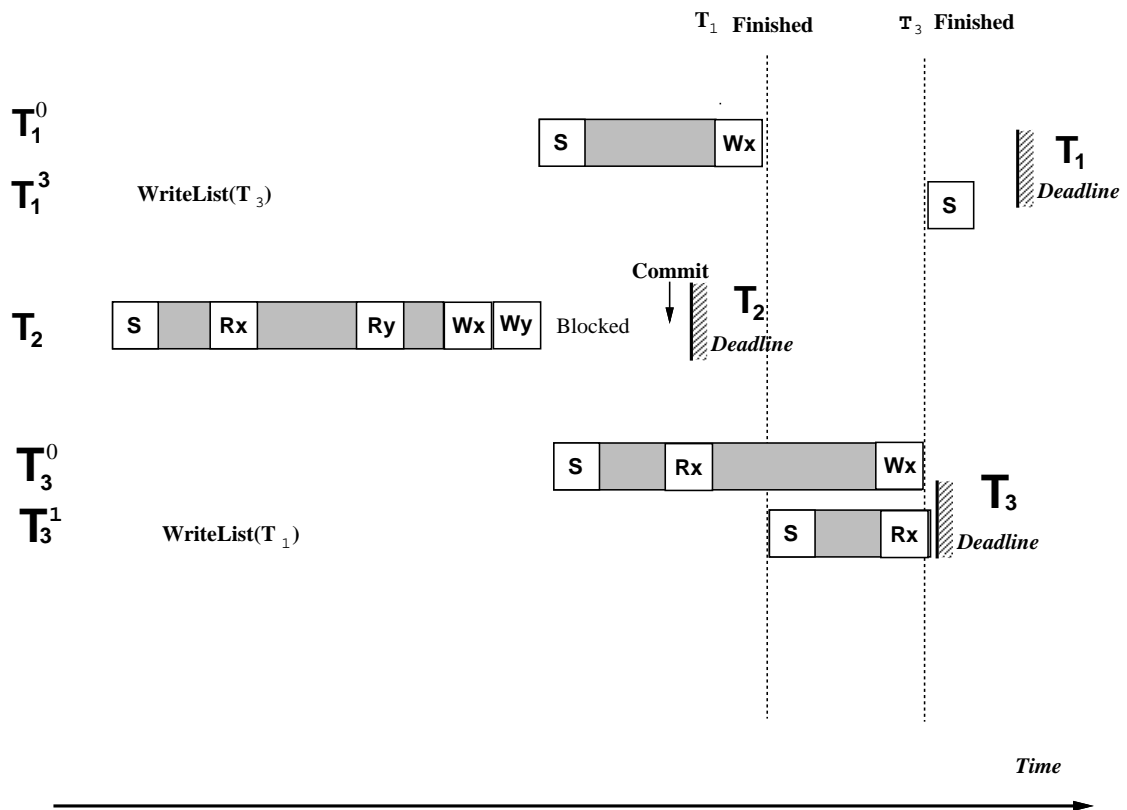 T1 Finished
T3 Finished
T1^0
S
Wx
T1
Deadline
T1^3
WriteList(T3)
S
Commit
T2
Deadline
T2
S
Rx
Ry
Wx
Wy
Blocked
T3^0
S
Rx
Wx
T3
Deadline
T3^1
WriteList(T1)
S
Rx
Time